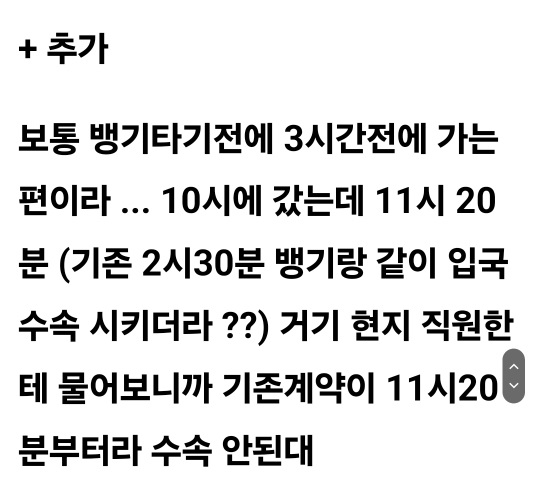 + 추가
보통 뱅기타기전에 3시간전에 가는
편이라 ... 10시에 갔는데 11시 20
분 (기존 2시30분 뱅기랑 같이 입국
수속 시키더라 ??) 거기 현지 직원한
테 물어보니까 기존계약이 11시20
분부터라 수속 안된대